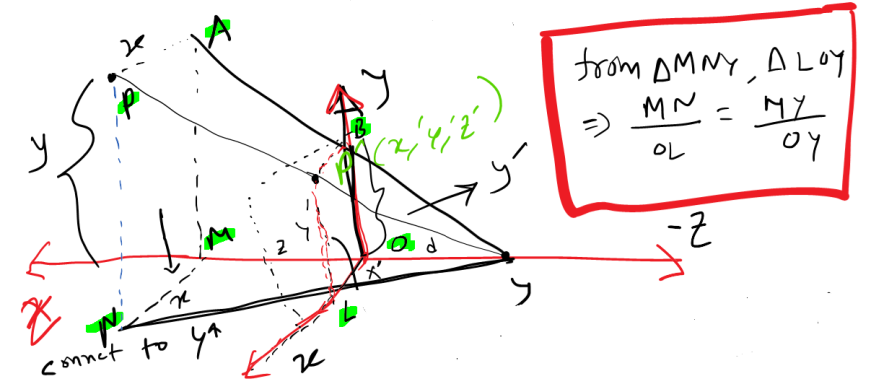 x
A
P
y
y
B
P' (x', y', z')
y'
M
z
y
O
d
-Z
x
x'
y
Z
N
L
connect to y
x
from ΔMNY, ΔLOY
⇒ MN/OL = MY/OY